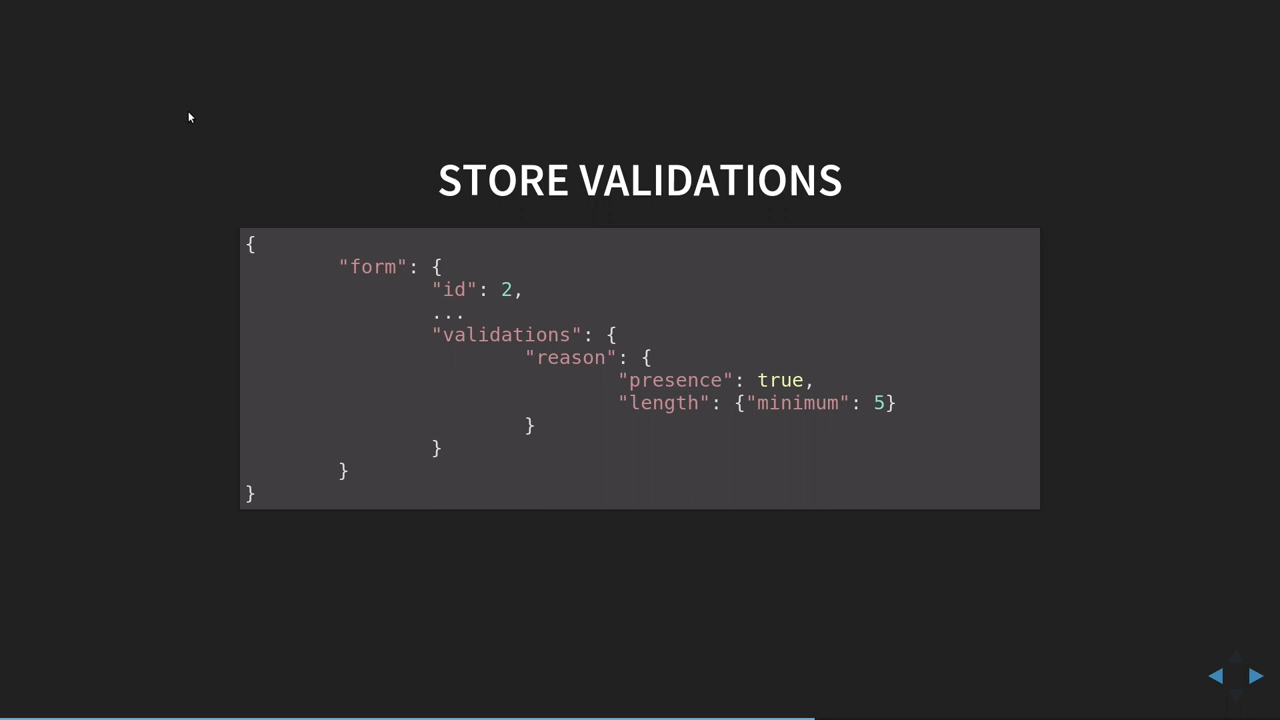 STORE VALIDATIONS
{
"form": {
"id": 2,
...
"validations": {
"reason": {
"presence": true,
"length": {"minimum": 5}
}
}
}
}